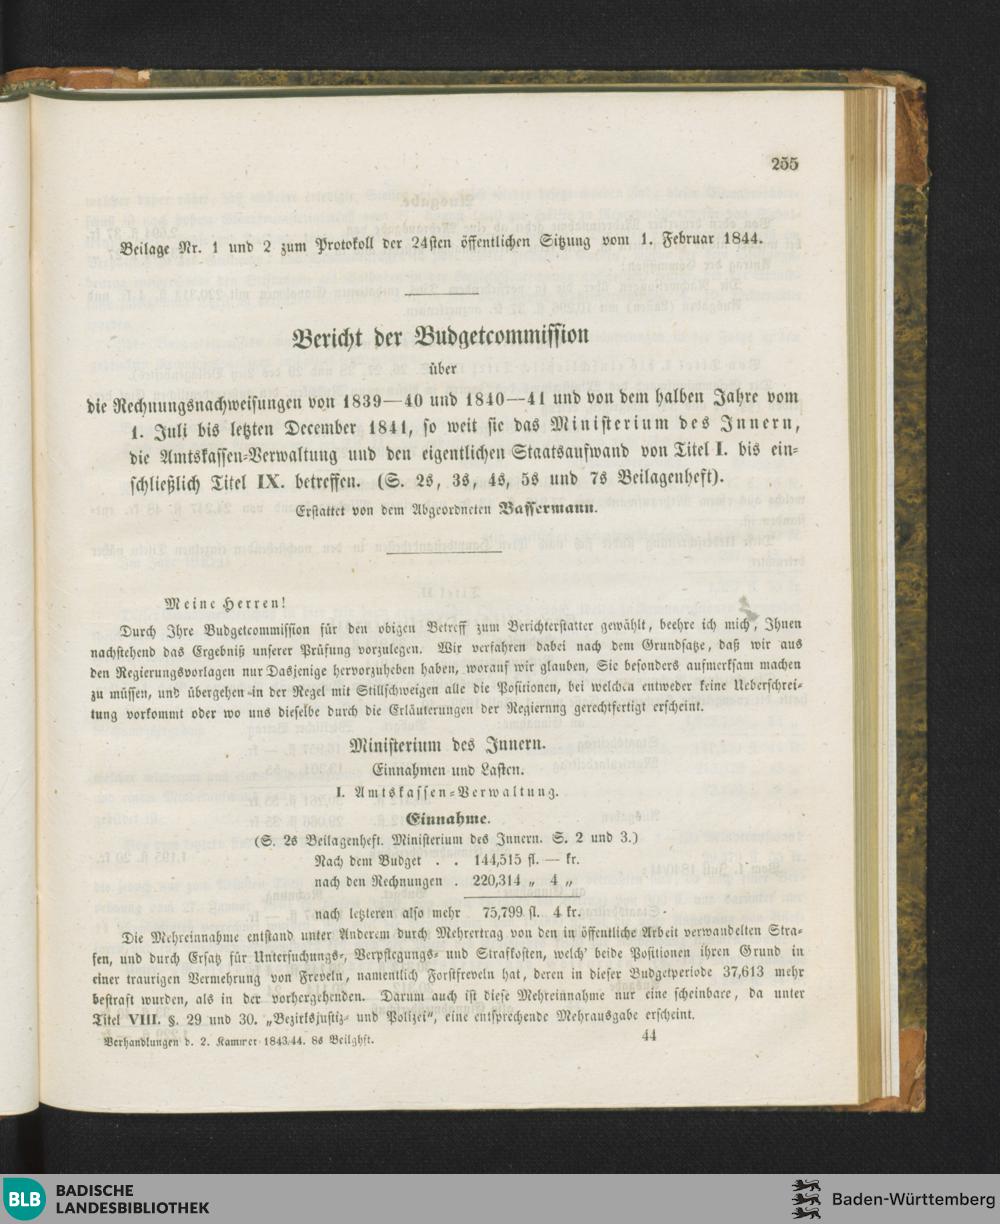 255
Beilage Nr. 1 und 2 zum Protokoll der 24sten öffentlichen Sitzung vom 1. Februar 1844.
Bericht der Budgetcommission
über
die Rechnungsnachweisungen von 1839—40 und 1840—41 und von dem halben Jahre vom
1. Juli bis letzten December 1841, so weit sie das Ministerium des Innern,
die Amtskassen-Verwaltung und den eigentlichen Staatsaufwand von Titel I. bis ein-
schließlich Titel IX. betreffen. (S. 2s, 3s, 4s, 5s und 7s Beilagenheft).
Erstattet von dem Abgeordneten Bassermann.
Meine Herren!
Durch Ihre Budgetcommission für den obigen Betreff zum Berichterstatter gewählt, beehre ich mich, Ihnen
nachstehend das Ergebniß unserer Prüfung vorzulegen. Wir verfahren dabei nach dem Grundsatze, daß wir aus
den Regierungsvorlagen nur Dasjenige hervorzuheben haben, worauf wir glauben, Sie besonders aufmerksam machen
zu müssen, und übergehen in der Regel mit Stillschweigen alle die Positionen, bei welchen entweder keine Ueberschrei-
tung vorkommt oder wo uns dieselbe durch die Erläuterungen der Regierung gerechtfertigt erscheint.
Ministerium des Innern.
Einnahmen und Lasten.
I. Amtskassen-Verwaltung.
Einnahme.
(S. 2s Beilagenheft. Ministerium des Innern. S. 2 und 3.)
Nach dem Budget . . 144,515 fl. — kr.
nach den Rechnungen . 220,314 „ 4 „
nach letzteren also mehr 75,799 fl. 4 kr.
Die Mehreinnahme entstand unter Anderem durch Mehrertrag von den in öffentliche Arbeit verwandelten Stra-
fen, und durch Ersatz für Untersuchungs-, Verpflegungs- und Strafkosten, welch' beide Positionen ihren Grund in
einer traurigen Vermehrung von Freveln, namentlich Forstfreveln hat, deren in dieser Budgetperiode 37,613 mehr
bestraft wurden, als in der vorhergehenden. Darum auch ist diese Mehreinnahme nur eine scheinbare, da unter
Titel VIII. §. 29 und 30. „Bezirksjustiz- und Polizei“, eine entsprechende Mehrausgabe erscheint.
Verhandlungen d. 2. Kammer 1843/44. 8s Beilghft.
44
BLB BADISCHE
LANDESBIBLIOTHEK
Baden-Württemberg